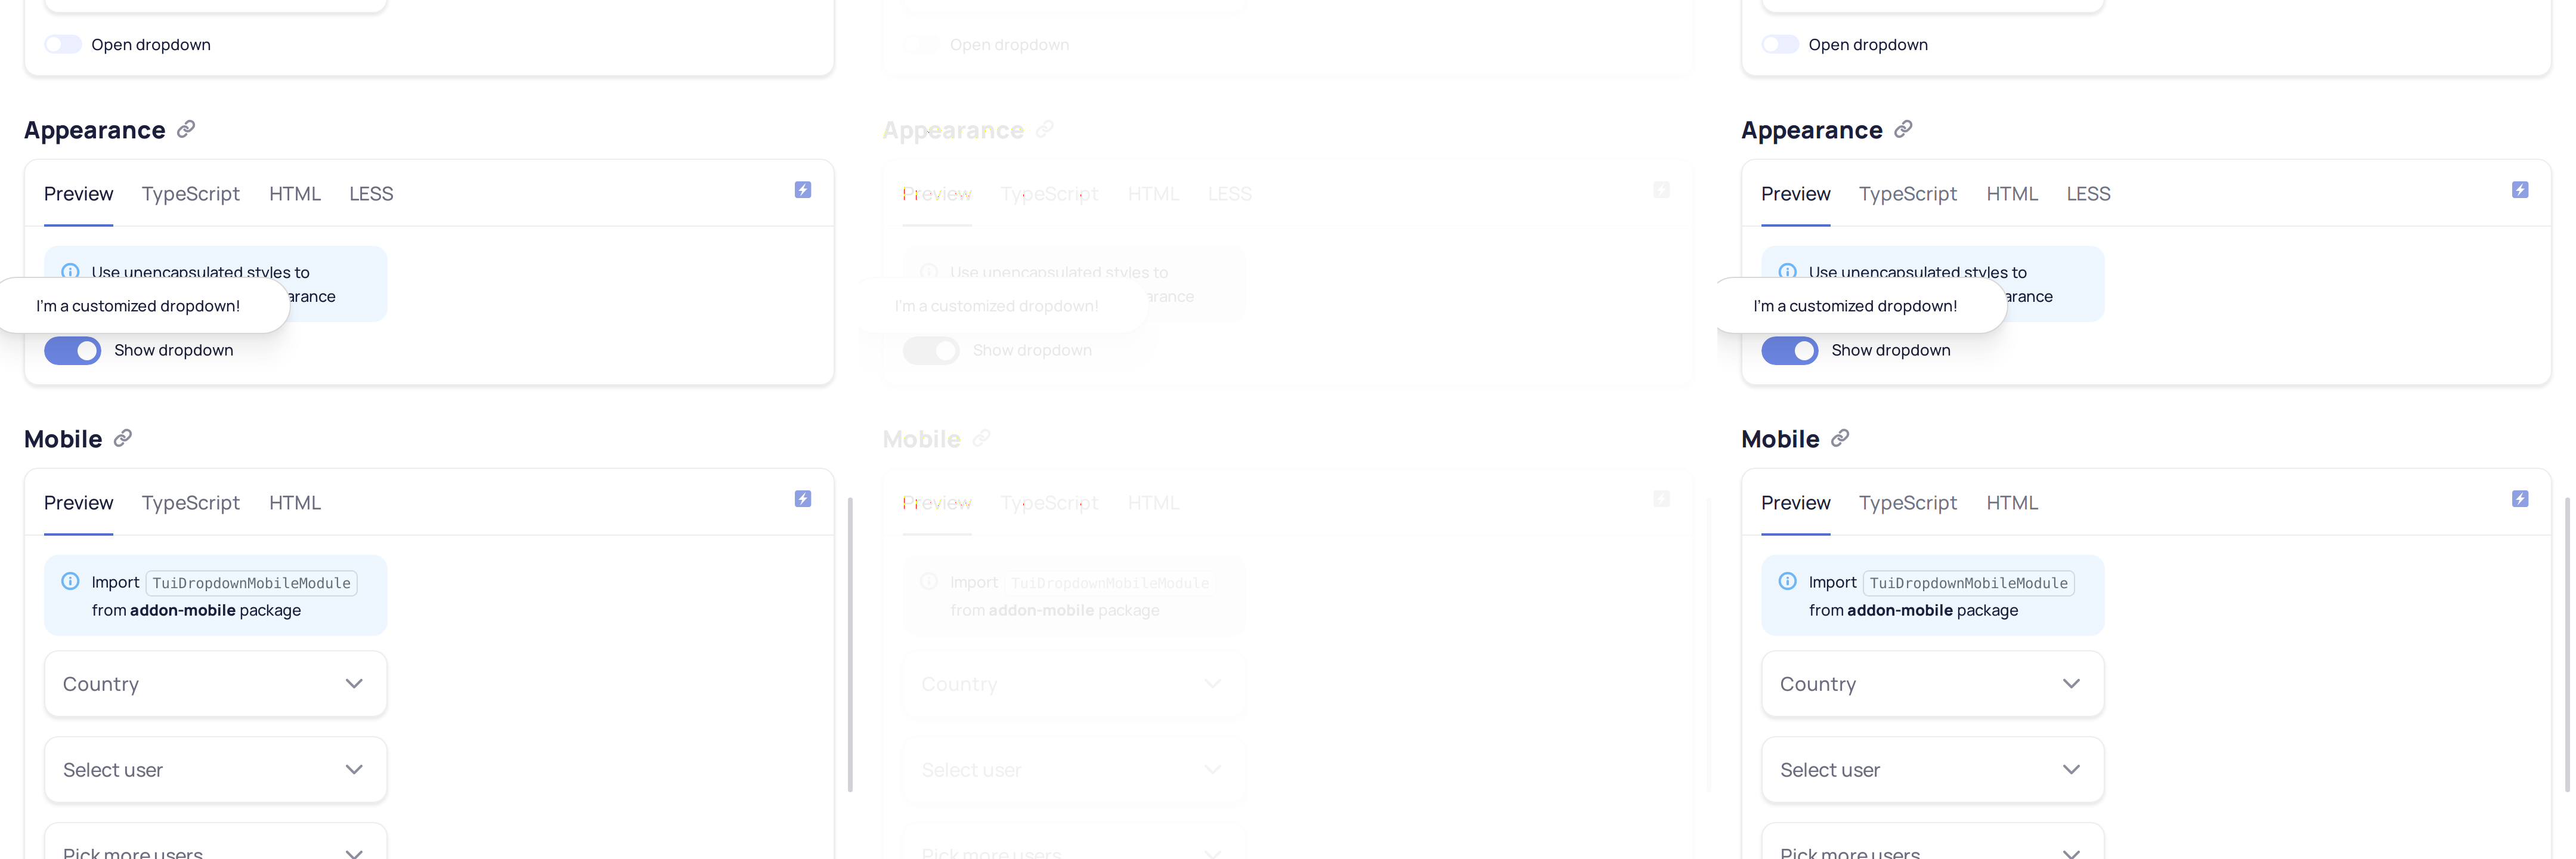 Open dropdown
Appearance
Preview TypeScript HTML LESS
Use unencapsulated styles to
arance
I'm a customized dropdown!
Show dropdown
Mobile
Preview TypeScript HTML
Import TuiDropdownMobileModule
from addon-mobile package
Country
Select user
Pick more users
Open dropdown
Appearance
Preview TypeScript HTML LESS
Use unencapsulated styles to
arance
I'm a customized dropdown!
Show dropdown
Mobile
Preview TypeScript HTML
Import TuiDropdownMobileModule
from addon-mobile package
Country
Select user
Pick more users
Open dropdown
Appearance
Preview TypeScript HTML LESS
Use unencapsulated styles to
arance
I'm a customized dropdown!
Show dropdown
Mobile
Preview TypeScript HTML
Import TuiDropdownMobileModule
from addon-mobile package
Country
Select user
Pick more users